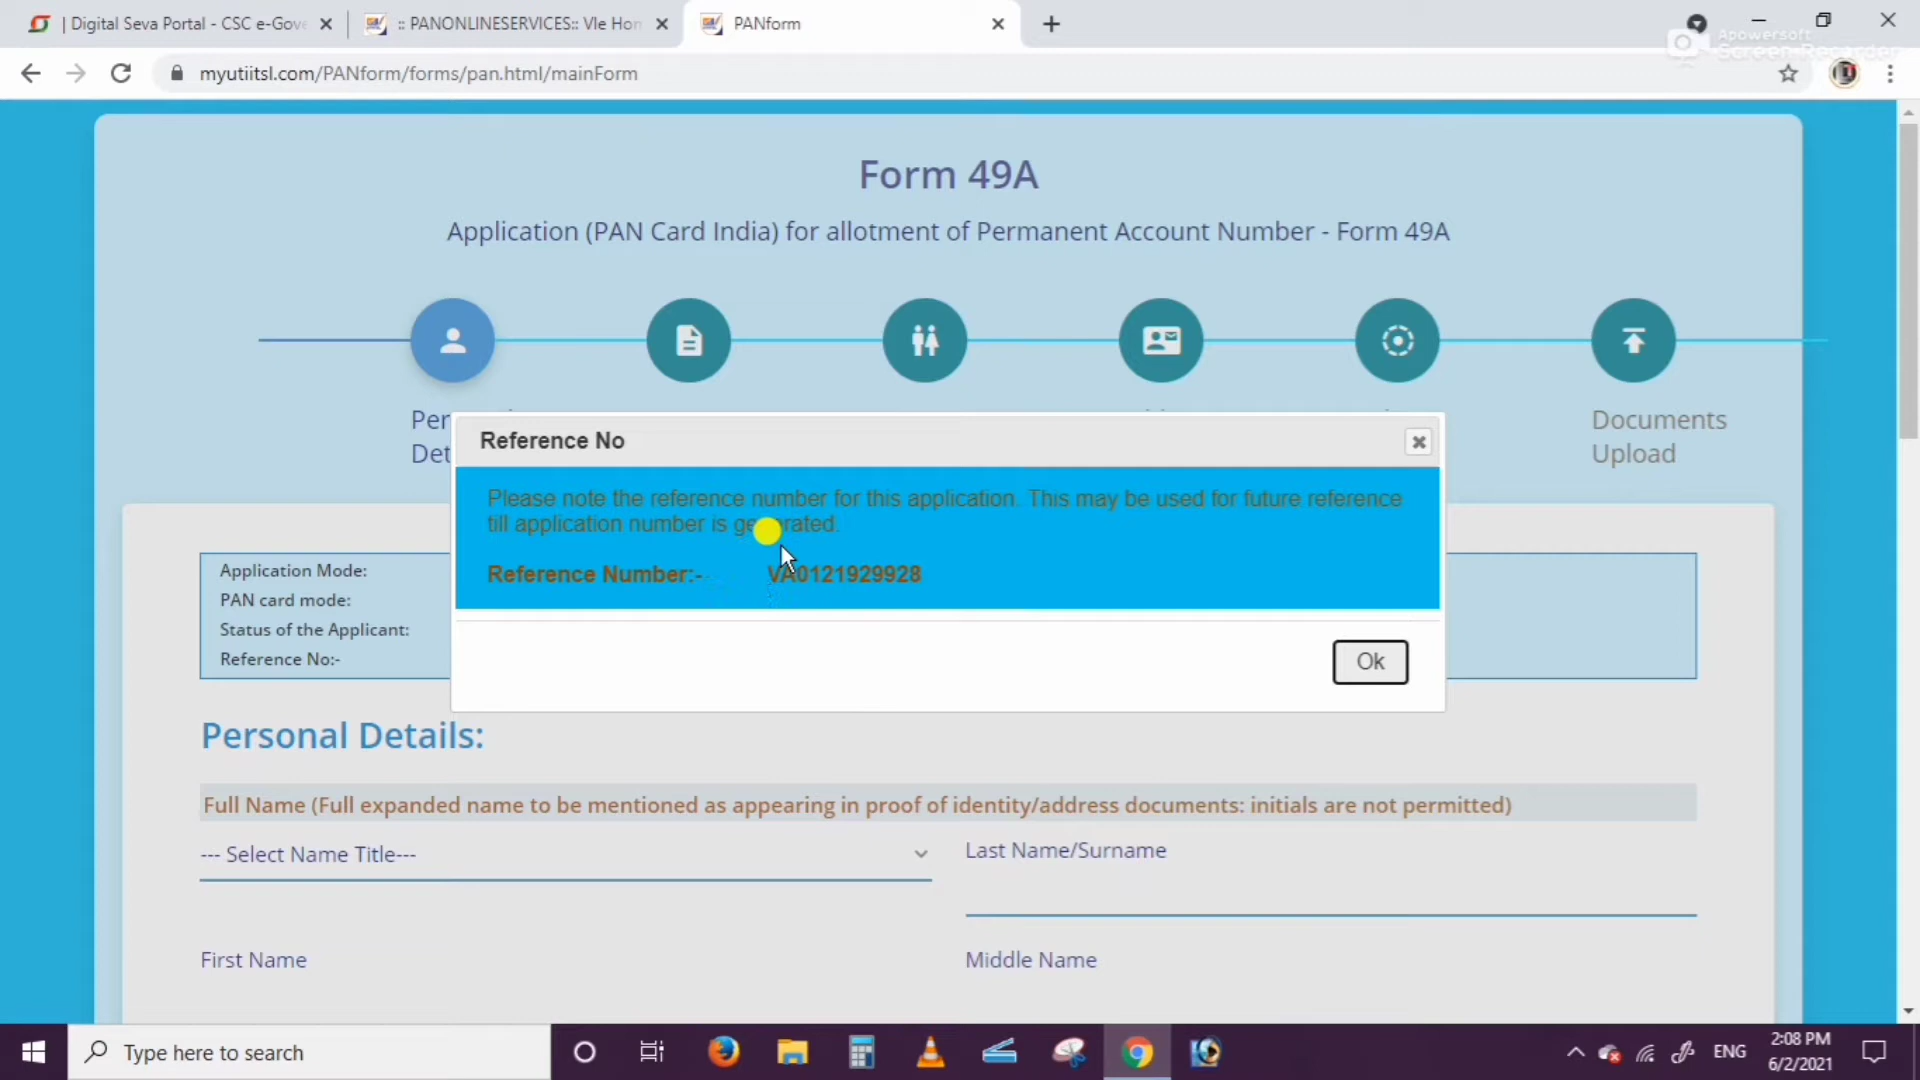 | Digital Seva Portal - CSC e-Gove
:: PANONLINESERVICES:: Vle Hom
PANform
Apowersoft
Screen Recorder
myutiitsl.com/PANform/forms/pan.html/mainForm
Form 49A
Application (PAN Card India) for allotment of Permanent Account Number - Form 49A
Documents
Upload
Reference No
Please note the reference number for this application. This may be used for future reference
till application number is generated.
Reference Number:- VA0121929928
Ok
Application Mode:
PAN card mode:
Status of the Applicant:
Reference No:-
Personal Details:
Full Name (Full expanded name to be mentioned as appearing in proof of identity/address documents: initials are not permitted)
--- Select Name Title---
Last Name/Surname
First Name
Middle Name
Type here to search
ENG
2:08 PM
6/2/2021